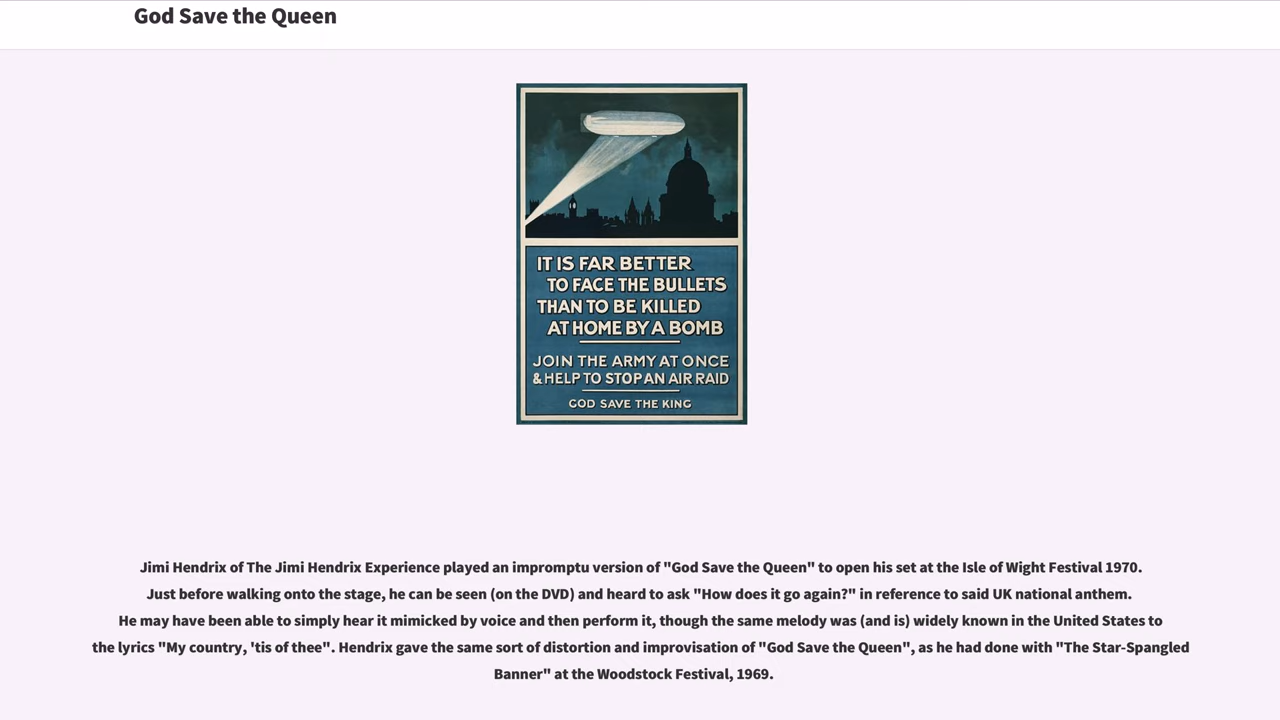 God Save the Queen
IT IS FAR BETTER
TO FACE THE BULLETS
THAN TO BE KILLED
AT HOME BY A BOMB
JOIN THE ARMY AT ONCE
& HELP TO STOP AN AIR RAID
GOD SAVE THE KING
Jimi Hendrix of The Jimi Hendrix Experience played an impromptu version of "God Save the Queen" to open his set at the Isle of Wight Festival 1970.
Just before walking onto the stage, he can be seen (on the DVD) and heard to ask "How does it go again?" in reference to said UK national anthem.
He may have been able to simply hear it mimicked by voice and then perform it, though the same melody was (and is) widely known in the United States to
the lyrics "My country, 'tis of thee". Hendrix gave the same sort of distortion and improvisation of "God Save the Queen", as he had done with "The Star-Spangled
Banner" at the Woodstock Festival, 1969.